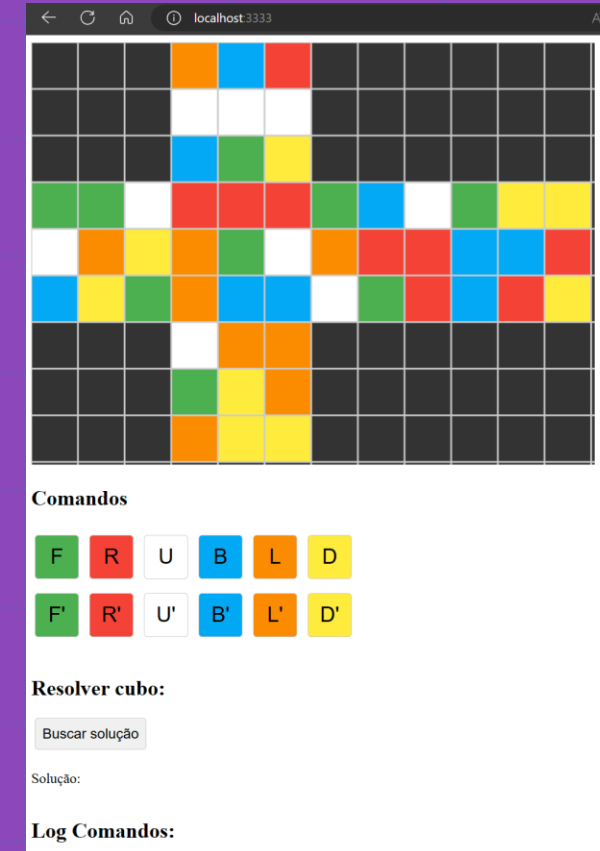 localhost:3333
A
Comandos
F R U B L D
F' R' U' B' L' D'
Resolver cubo:
Buscar solução
Solução:
Log Comandos: